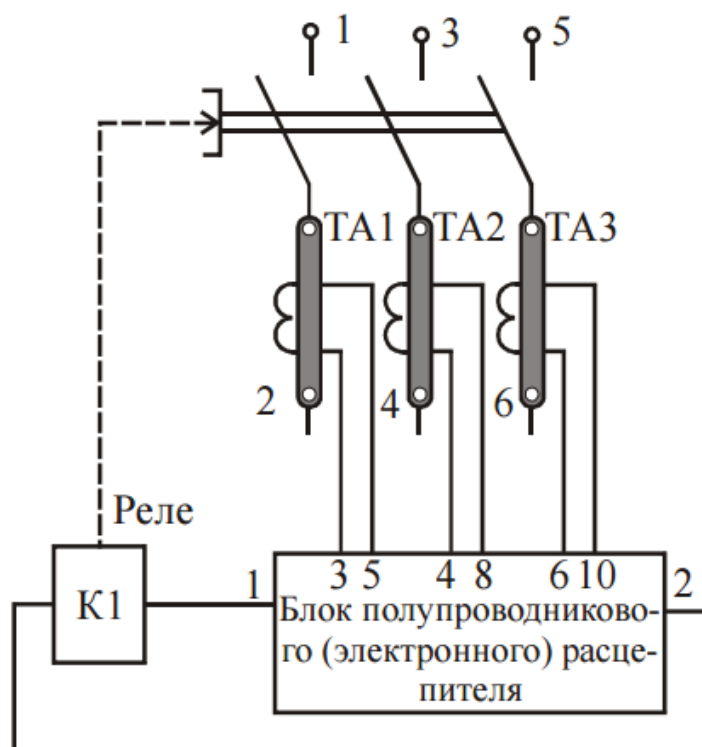 1 3 5
TA1 TA2 TA3
2 4 6
Реле
К1
1 3 5 4 8 6 10 2
Блок полупроводниково-
го (электронного) расце-
пителя